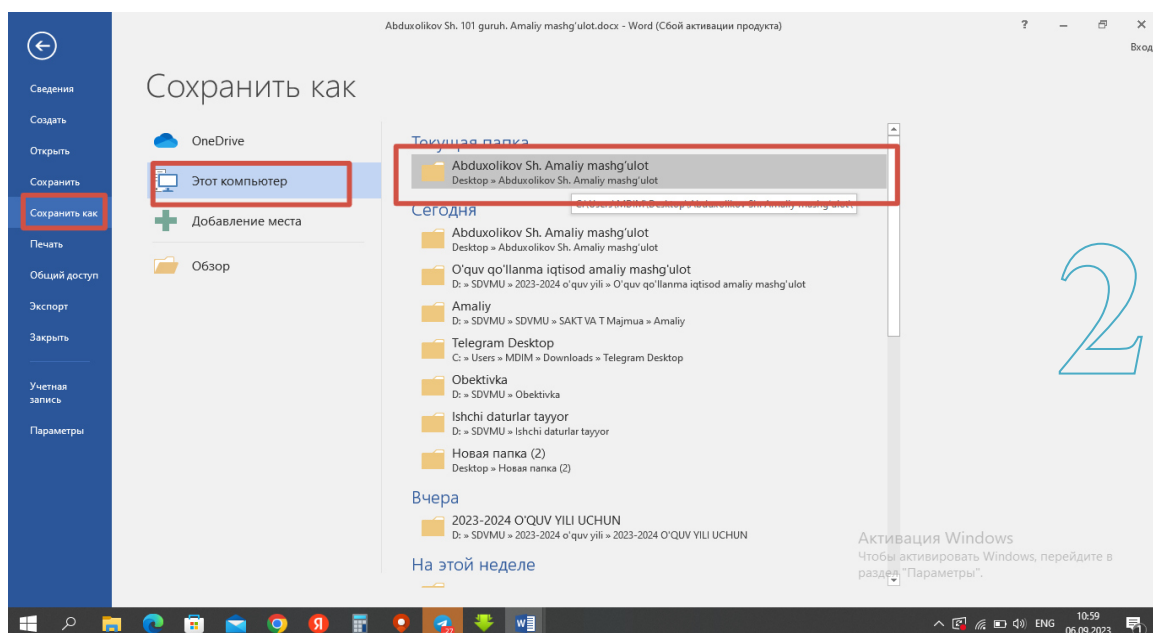 Abduxolikov Sh. 101 guruh. Amaliy mashg'ulot.docx - Word (Сбой активации продукта)
?
Вход
Сведения
Создать
Открыть
Сохранить
Сохранить как
Печать
Общий доступ
Экспорт
Закрыть
Учетная
запись
Параметры
Сохранить как
OneDrive
Этот компьютер
Добавление места
Обзор
Текущая папка
Abduxolikov Sh. Amaliy mashg'ulot
Desktop » Abduxolikov Sh. Amaliy mashg'ulot
Сегодня
Abduxolikov Sh. Amaliy mashg'ulot
Desktop » Abduxolikov Sh. Amaliy mashg'ulot
O'quv qo'llanma iqtisod amaliy mashg'ulot
D: » SDVMU » 2023-2024 o'quv yili » O'quv qo'llanma iqtisod amaliy mashg'ulot
Amaliy
D: » SDVMU » SDVMU » SAKT VA T Majmua » Amaliy
Telegram Desktop
C: » Users » MDIM » Downloads » Telegram Desktop
Obektivka
D: » SDVMU » Obektivka
Ishchi daturlar tayyor
D: » SDVMU » Ishchi daturlar tayyor
Новая папка (2)
Desktop » Новая папка (2)
Вчера
2023-2024 O'QUV YILI UCHUN
D: » SDVMU » 2023-2024 o'quv yili » 2023-2024 O'QUV YILI UCHUN
На этой неделе
2
Активация Windows
Чтобы активировать Windows, перейдите в
раздел "Параметры".
27
ENG
10:59
06.09.2023
1